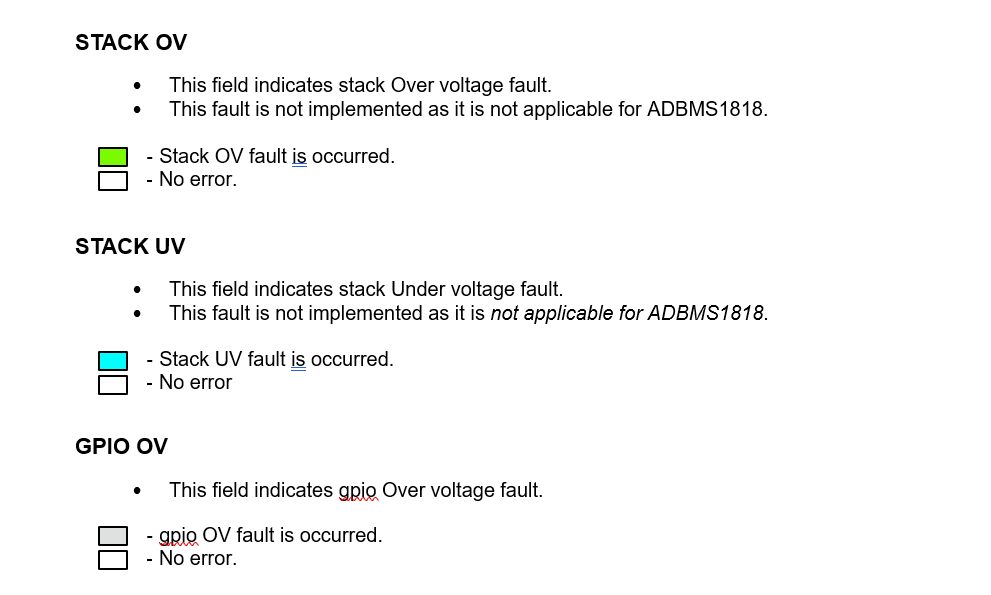 STACK OV
• This field indicates stack Over voltage fault.
• This fault is not implemented as it is not applicable for ADBMS1818.
- Stack OV fault is occurred.
- No error.
STACK UV
• This field indicates stack Under voltage fault.
• This fault is not implemented as it is not applicable for ADBMS1818.
- Stack UV fault is occurred.
- No error
GPIO OV
• This field indicates gpio Over voltage fault.
- gpio OV fault is occurred.
- No error.